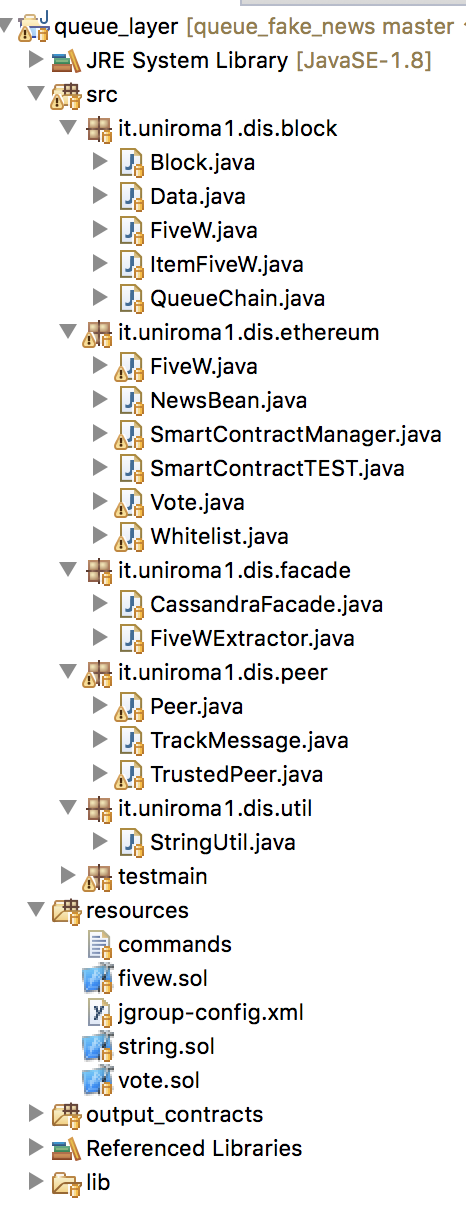 queue_layer [queue_fake_news master
JRE System Library [JavaSE-1.8]
src
it.uniroma1.dis.block
Block.java
Data.java
FiveW.java
ItemFiveW.java
QueueChain.java
it.uniroma1.dis.ethereum
FiveW.java
NewsBean.java
SmartContractManager.java
SmartContractTEST.java
Vote.java
Whitelist.java
it.uniroma1.dis.facade
CassandraFacade.java
FiveWExtractor.java
it.uniroma1.dis.peer
Peer.java
TrackMessage.java
TrustedPeer.java
it.uniroma1.dis.util
StringUtil.java
testmain
resources
commands
fivew.sol
jgroup-config.xml
string.sol
vote.sol
output_contracts
Referenced Libraries
lib